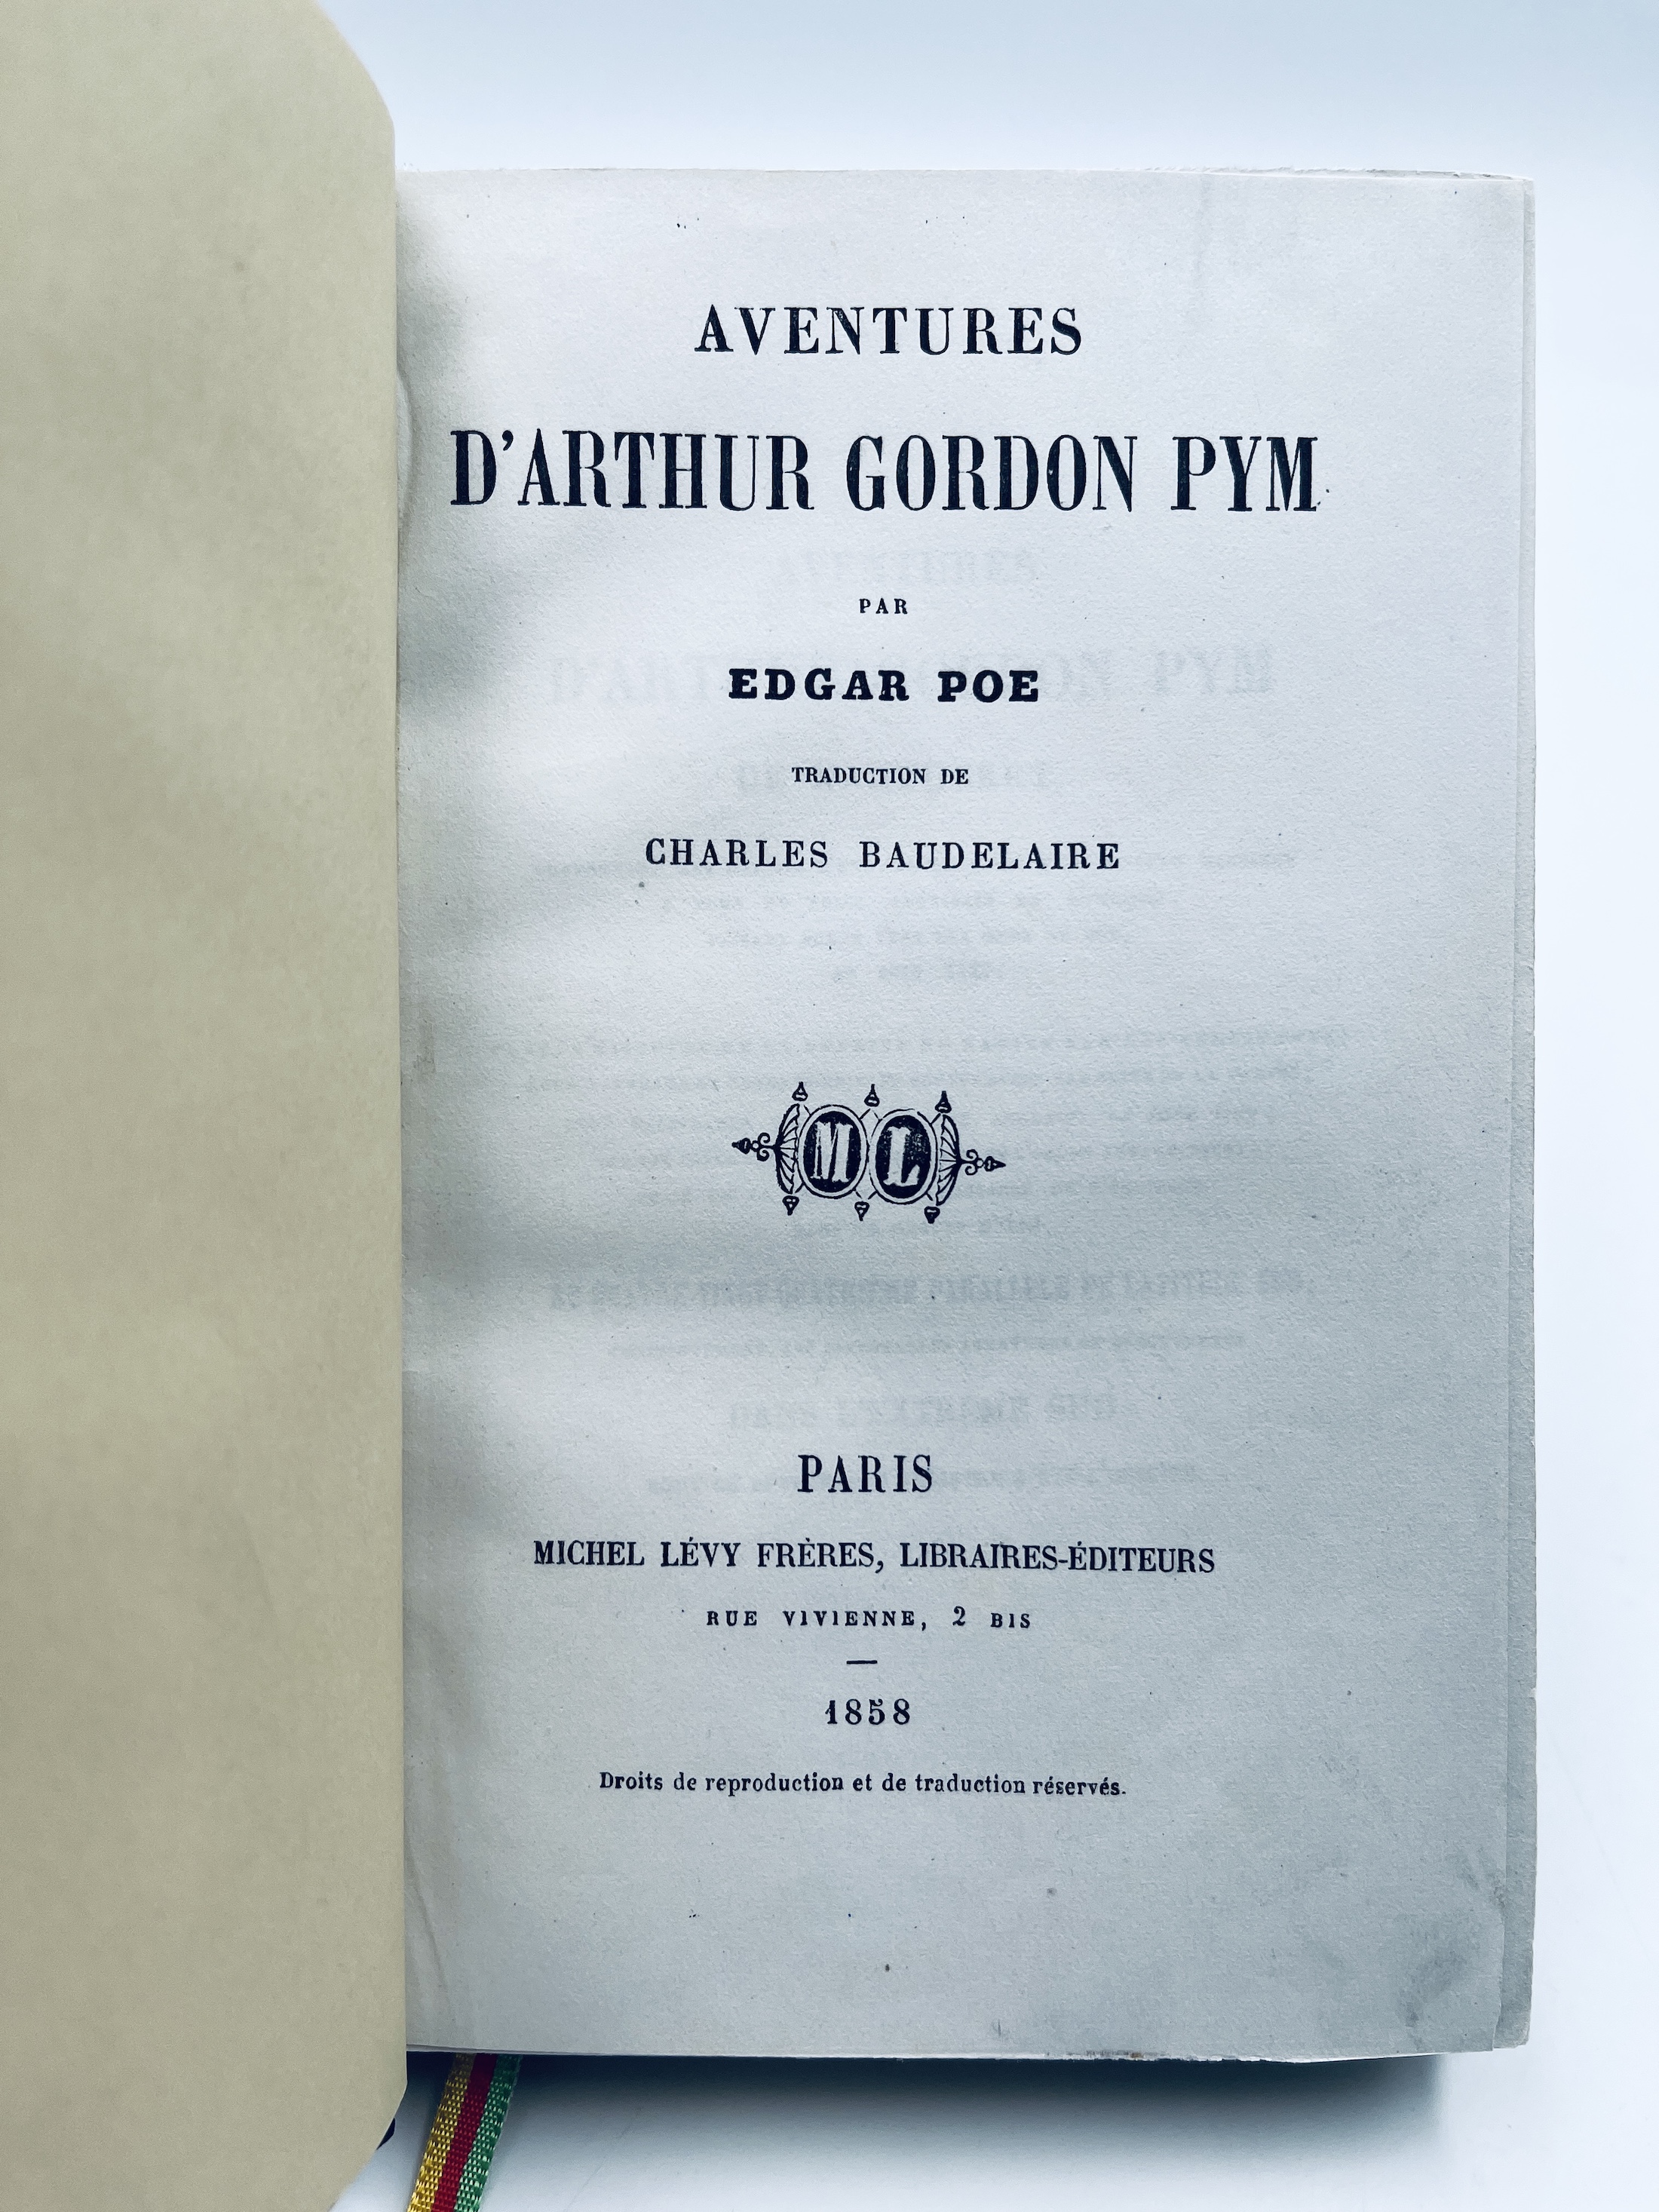 AVENTURES
D'ARTHUR GORDON PYM
PAR
EDGAR POE
TRADUCTION DE
CHARLES BAUDELAIRE
M L
PARIS
MICHEL LÉVY FRÈRES, LIBRAIRES-ÉDITEURS
RUE VIVIENNE, 2 BIS
1858
Droits de reproduction et de traduction réservés.